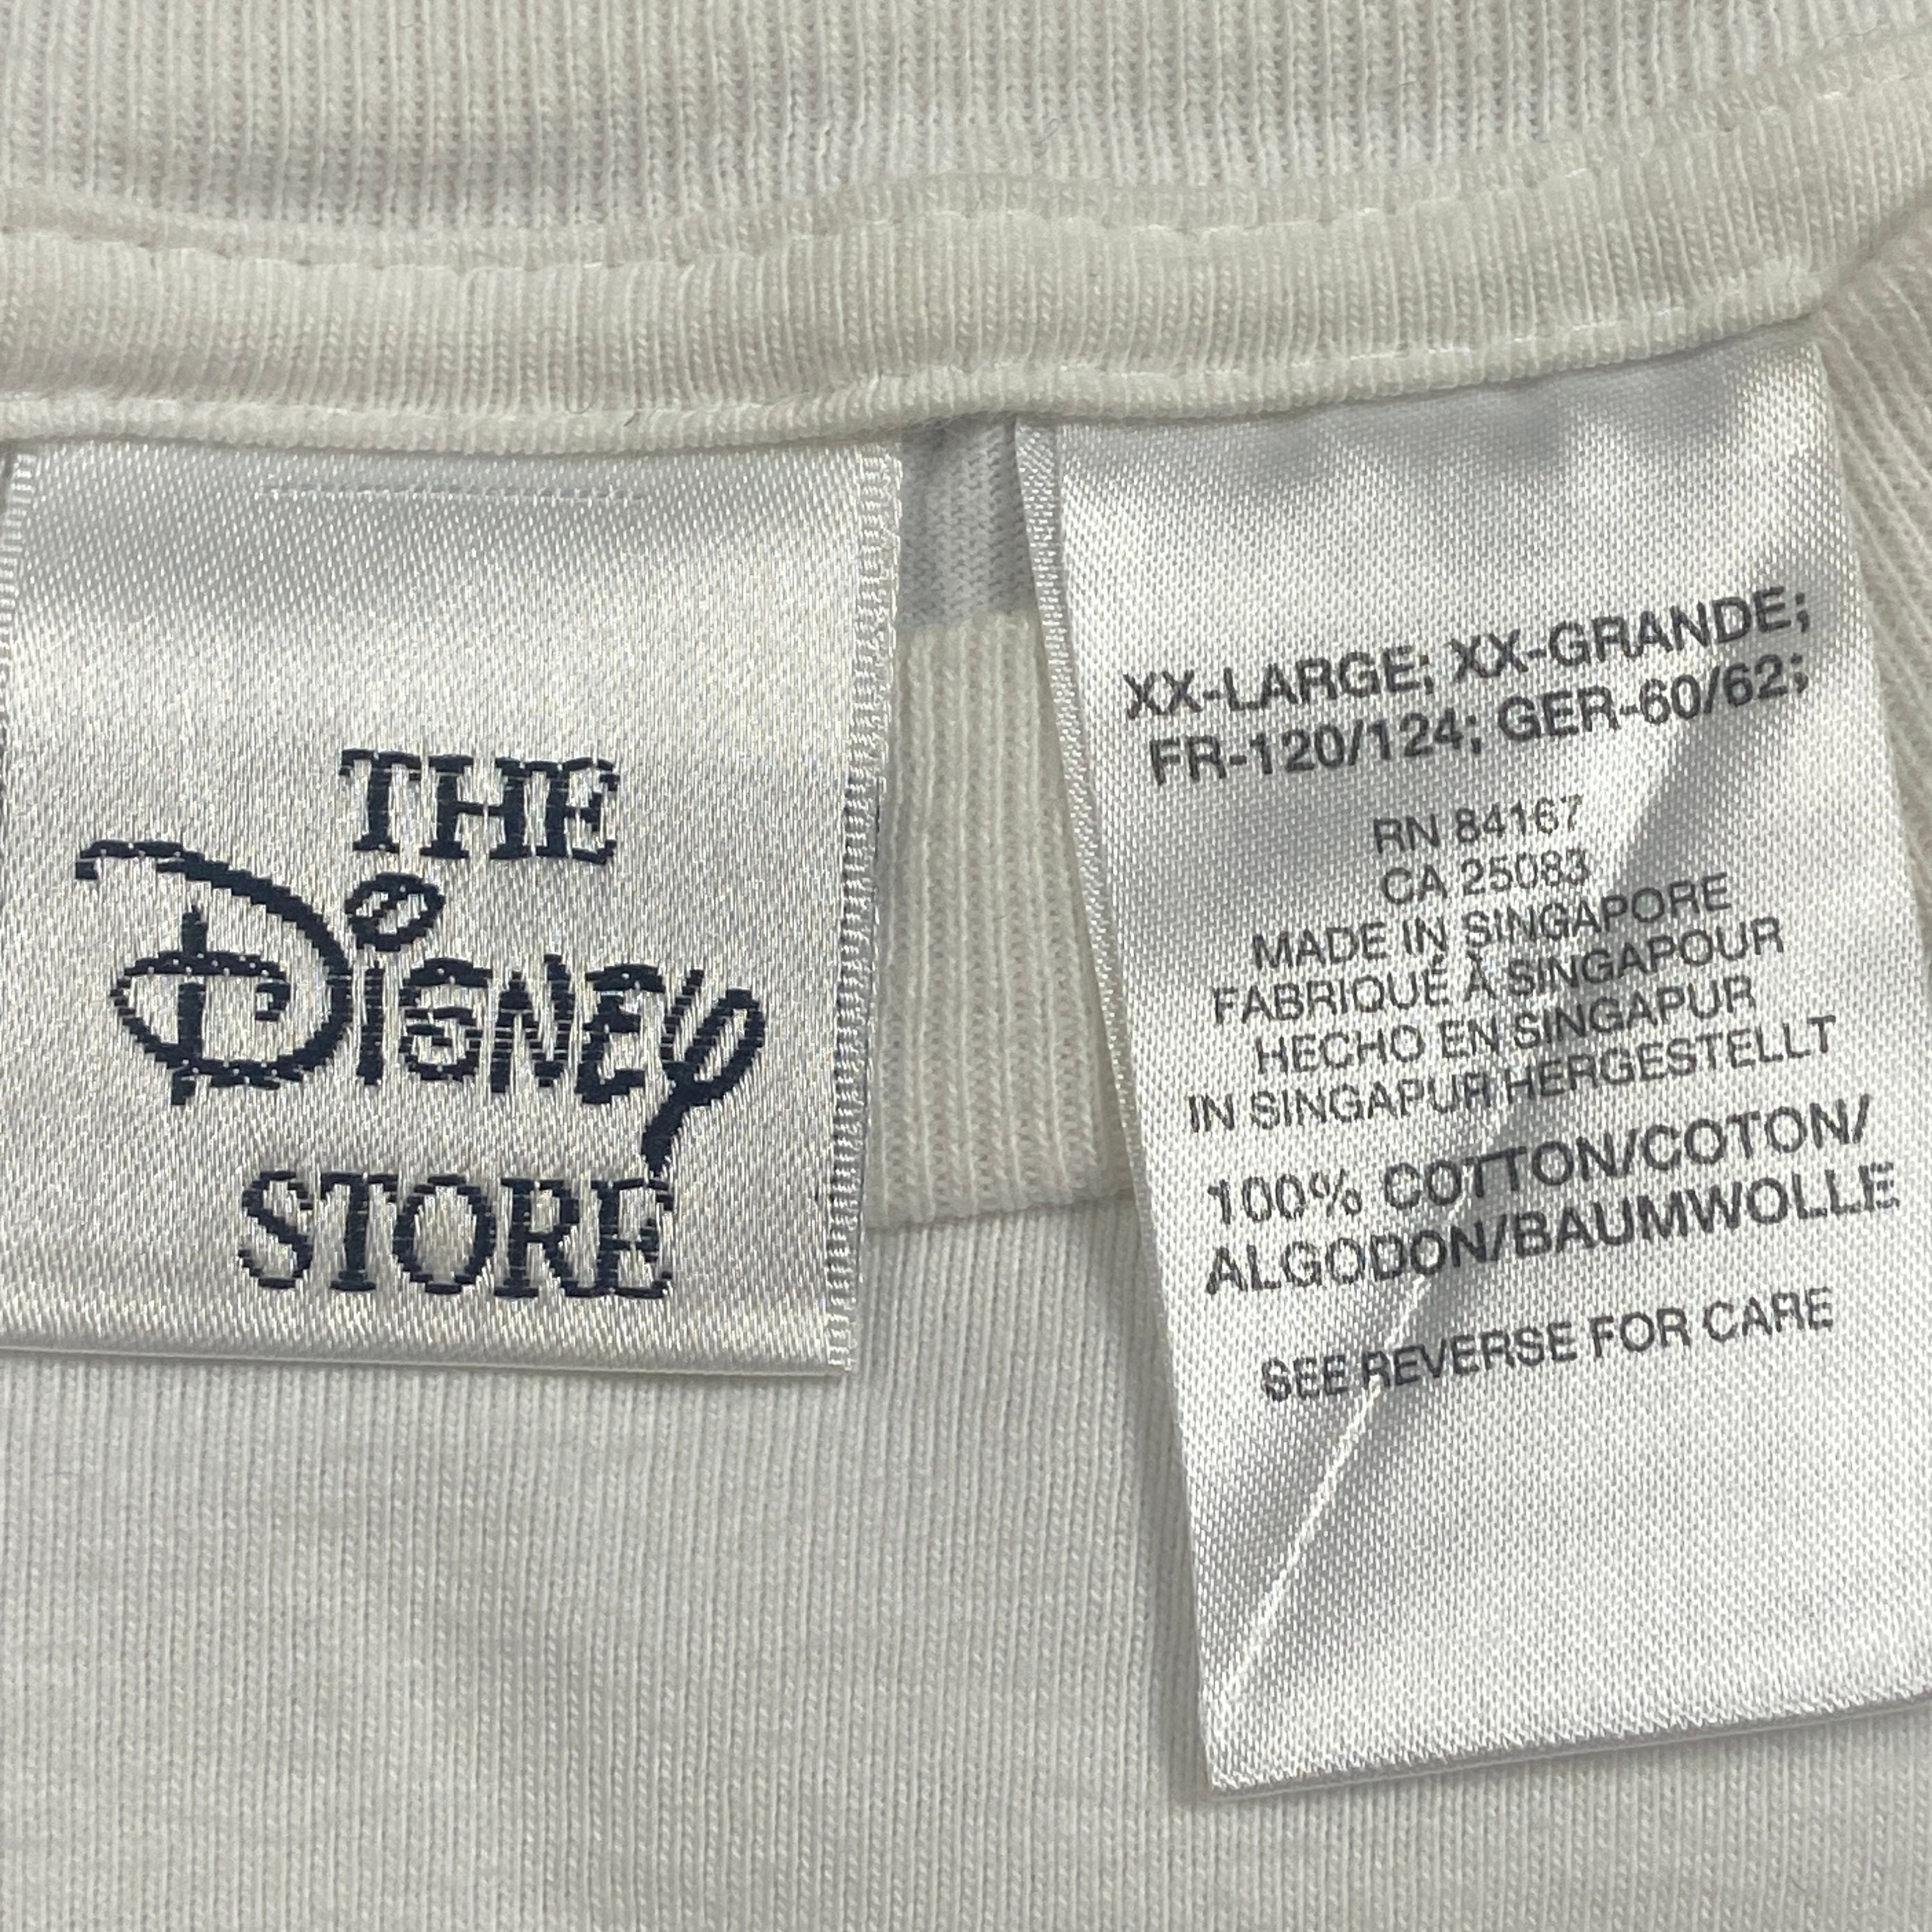 THE
DISNEY
STORE
XX-LARGE; XX-GRANDE;
FR-120/124; GER-60/62;
RN 84167
CA 25083
MADE IN SINGAPORE
FABRIQUÉ À SINGAPOUR
HECHO EN SINGAPUR
IN SINGAPUR HERGESTELLT
100% COTTON/COTON/
ALGODON/BAUMWOLLE
SEE REVERSE FOR CARE